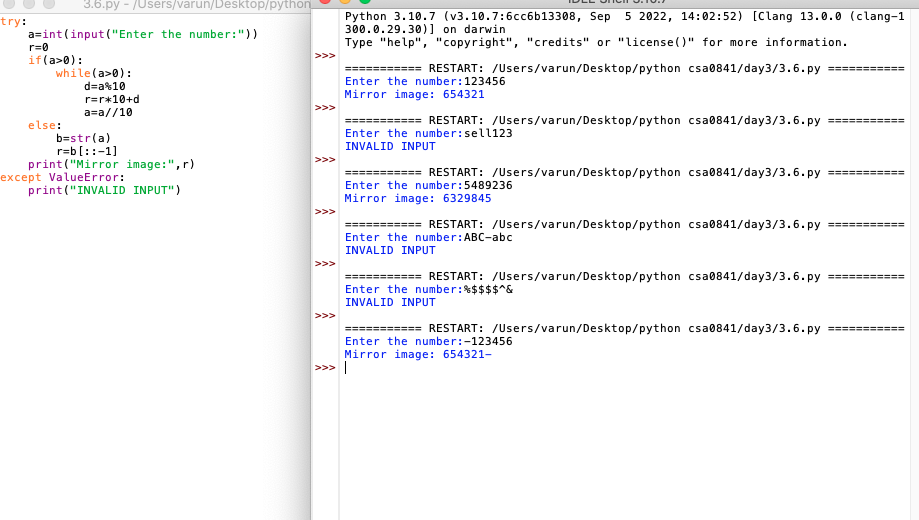 3.6.py - /Users/varun/Desktop/python
try:
    a=int(input("Enter the number:"))
    r=0
    if(a>0):
        while(a>0):
            d=a%10
            r=r*10+d
            a=a//10
    else:
        b=str(a)
        r=b[::-1]
    print("Mirror image:",r)
except ValueError:
    print("INVALID INPUT")
IDLE Shell 3.10.7
Python 3.10.7 (v3.10.7:6cc6b13308, Sep  5 2022, 14:02:52) [Clang 13.0.0 (clang-1
300.0.29.30)] on darwin
Type "help", "copyright", "credits" or "license()" for more information.
>>>
=========== RESTART: /Users/varun/Desktop/python csa0841/day3/3.6.py ===========
Enter the number:123456
Mirror image: 654321
>>>
=========== RESTART: /Users/varun/Desktop/python csa0841/day3/3.6.py ===========
Enter the number:sell123
INVALID INPUT
>>>
=========== RESTART: /Users/varun/Desktop/python csa0841/day3/3.6.py ===========
Enter the number:5489236
Mirror image: 6329845
>>>
=========== RESTART: /Users/varun/Desktop/python csa0841/day3/3.6.py ===========
Enter the number:ABC-abc
INVALID INPUT
>>>
=========== RESTART: /Users/varun/Desktop/python csa0841/day3/3.6.py ===========
Enter the number:%$$$$^&
INVALID INPUT
>>>
=========== RESTART: /Users/varun/Desktop/python csa0841/day3/3.6.py ===========
Enter the number:-123456
Mirror image: 654321-
>>>